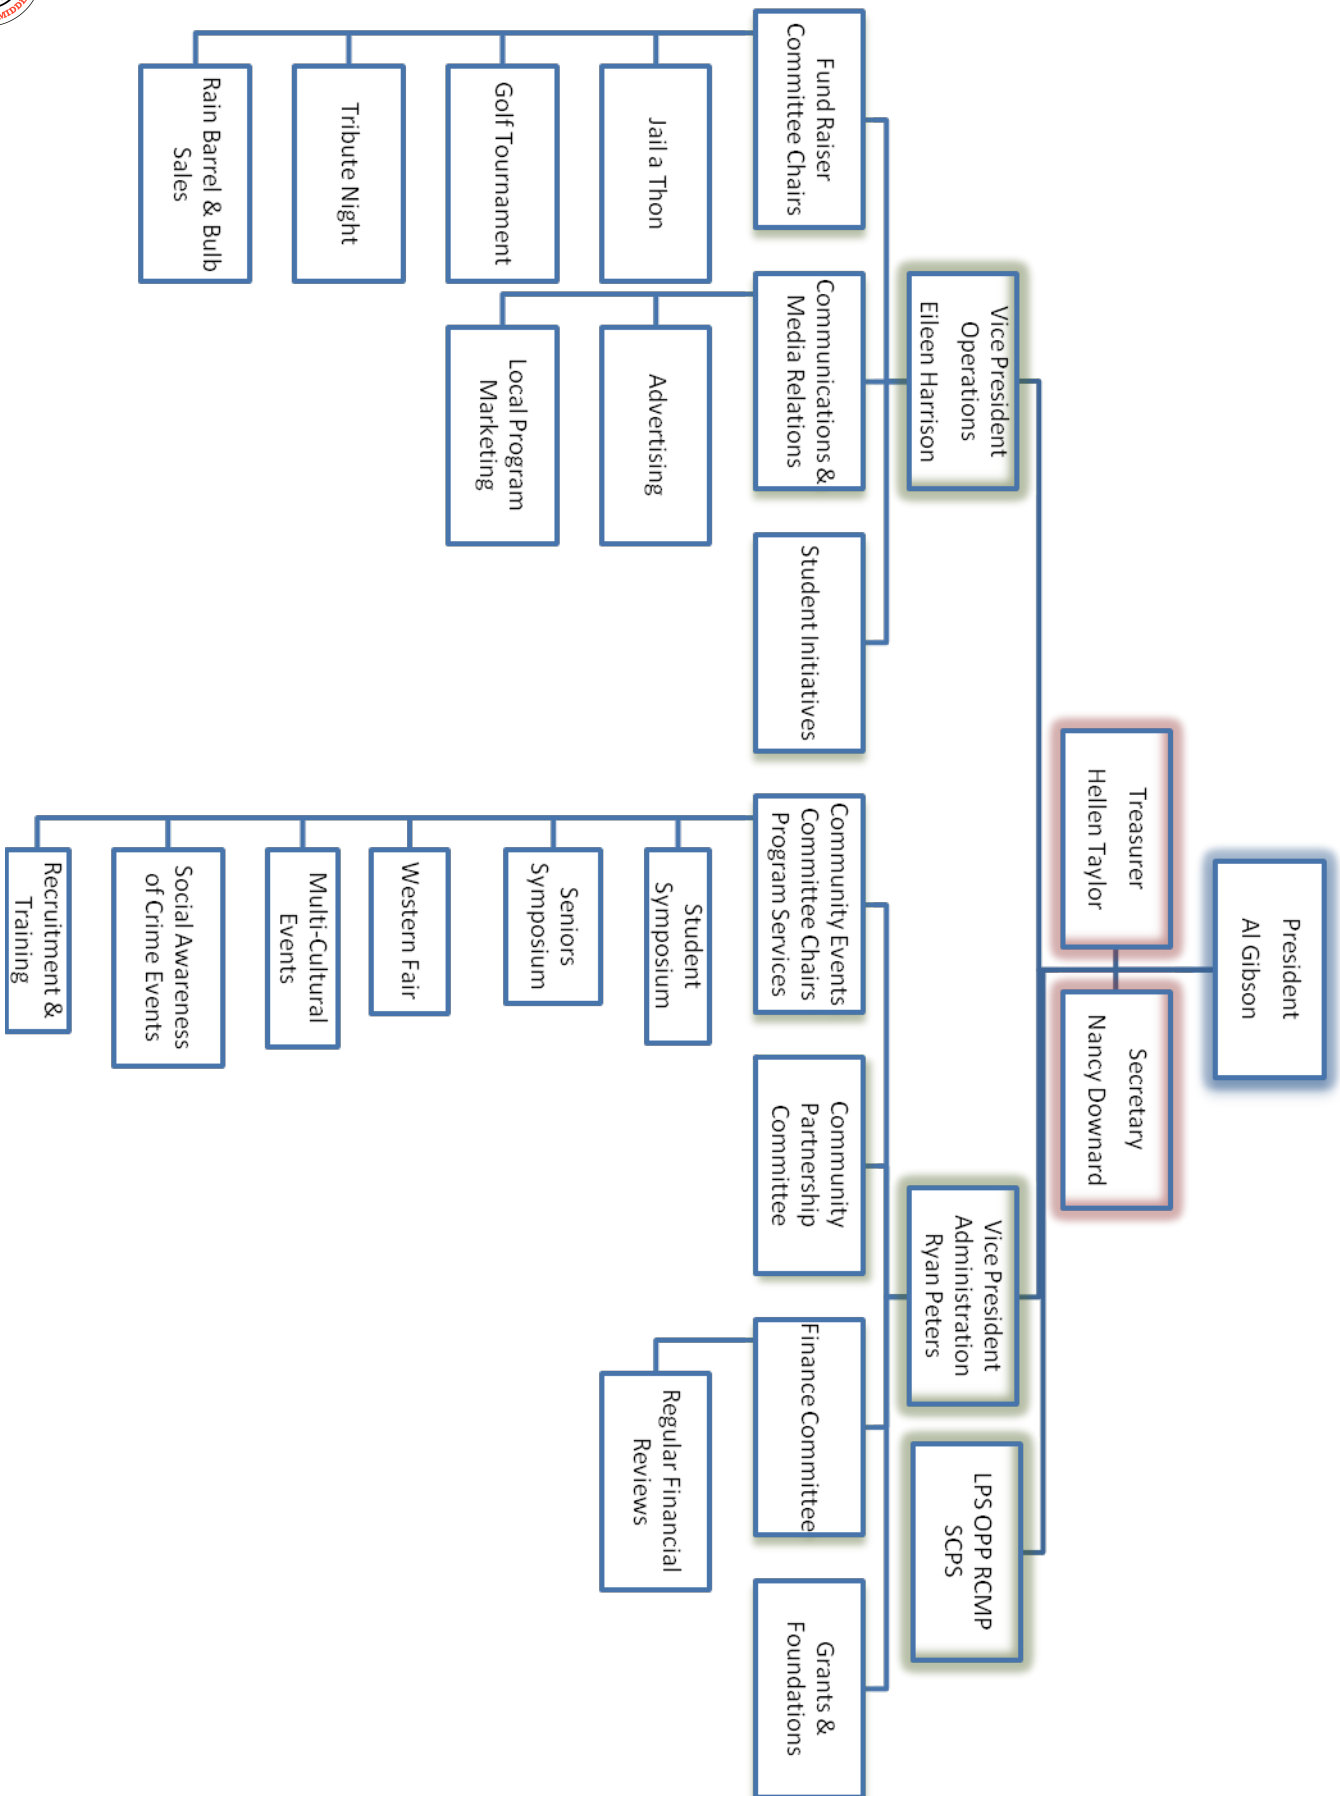 President
Al Gibson
Treasurer
Hellen Taylor
Secretary
Nancy Downard
Vice President
Operations
Eileen Harrison
Vice President
Administration
Ryan Peters
LPS OPP RCMP
SCPS
Fund Raiser
Committee Chairs
Communications &
Media Relations
Student Initiatives
Community Events
Committee Chairs
Program Services
Community
Partnership
Committee
Finance Committee
Grants &
Foundations
Jail a Thon
Golf Tournament
Tribute Night
Rain Barrel & Bulb
Sales
Advertising
Local Program
Marketing
Student
Symposium
Seniors
Symposium
Western Fair
Multi-Cultural
Events
Social Awareness
of Crime Events
Recruitment &
Training
Regular Financial
Reviews